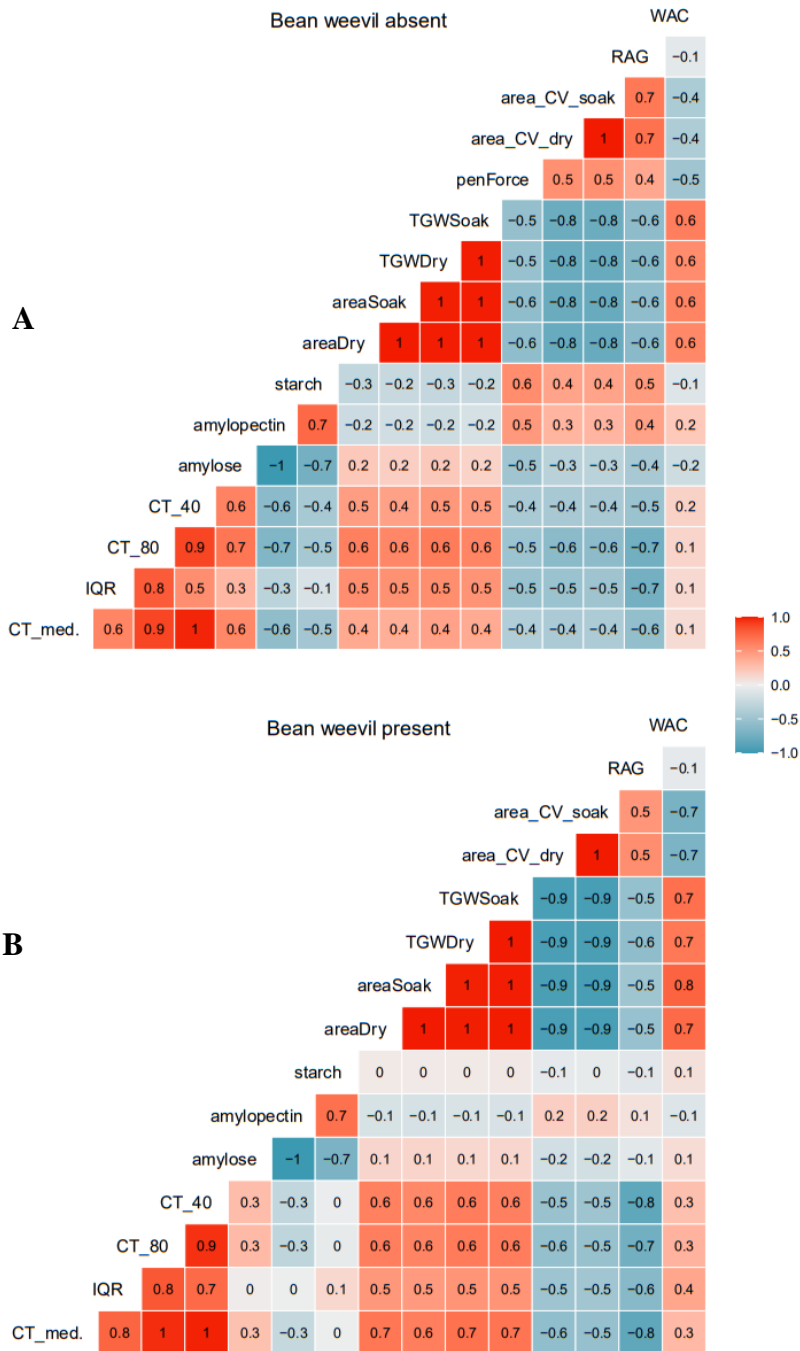 Bean weevil absent WAC
RAG −0.1
area_CV_soak 0.7 −0.4
area_CV_dry 1 0.7 −0.4
penForce 0.5 0.5 0.4 −0.5
TGWSoak −0.5 −0.8 −0.8 −0.6 0.6
TGWDry 1 −0.5 −0.8 −0.8 −0.6 0.6
A areaSoak 1 1 −0.6 −0.8 −0.8 −0.6 0.6
areaDry 1 1 1 −0.6 −0.8 −0.8 −0.6 0.6
starch −0.3 −0.2 −0.3 −0.2 0.6 0.4 0.4 0.5 −0.1
amylopectin 0.7 −0.2 −0.2 −0.2 −0.2 0.5 0.3 0.3 0.4 0.2
amylose −1 −0.7 0.2 0.2 0.2 0.2 −0.5 −0.3 −0.3 −0.4 −0.2
CT_40 0.6 −0.6 −0.4 0.5 0.4 0.5 0.5 −0.4 −0.4 −0.4 −0.5 0.2
CT_80 0.9 0.7 −0.7 −0.5 0.6 0.6 0.6 0.6 −0.5 −0.6 −0.6 −0.7 0.1
IQR 0.8 0.5 0.3 −0.3 −0.1 0.5 0.5 0.5 0.5 −0.5 −0.5 −0.5 −0.7 0.1
CT_med. 0.6 0.9 1 0.6 −0.6 −0.5 0.4 0.4 0.4 0.4 −0.4 −0.4 −0.4 −0.6 0.1
1.0
0.5
0.0
−0.5
−1.0
Bean weevil present WAC
RAG −0.1
area_CV_soak 0.5 −0.7
area_CV_dry 1 0.5 −0.7
TGWSoak −0.9 −0.9 −0.5 0.7
B TGWDry 1 −0.9 −0.9 −0.6 0.7
areaSoak 1 1 −0.9 −0.9 −0.5 0.8
areaDry 1 1 1 −0.9 −0.9 −0.5 0.7
starch 0 0 0 0 −0.1 0 −0.1 0.1
amylopectin 0.7 −0.1 −0.1 −0.1 −0.1 0.2 0.2 0.1 −0.1
amylose −1 −0.7 0.1 0.1 0.1 0.1 −0.2 −0.2 −0.1 0.1
CT_40 0.3 −0.3 0 0.6 0.6 0.6 0.6 −0.5 −0.5 −0.8 0.3
CT_80 0.9 0.3 −0.3 0 0.6 0.6 0.6 0.6 −0.6 −0.5 −0.7 0.3
IQR 0.8 0.7 0 0 0.1 0.5 0.5 0.5 0.5 −0.5 −0.5 −0.6 0.4
CT_med. 0.8 1 1 0.3 −0.3 0 0.7 0.6 0.7 0.7 −0.6 −0.5 −0.8 0.3